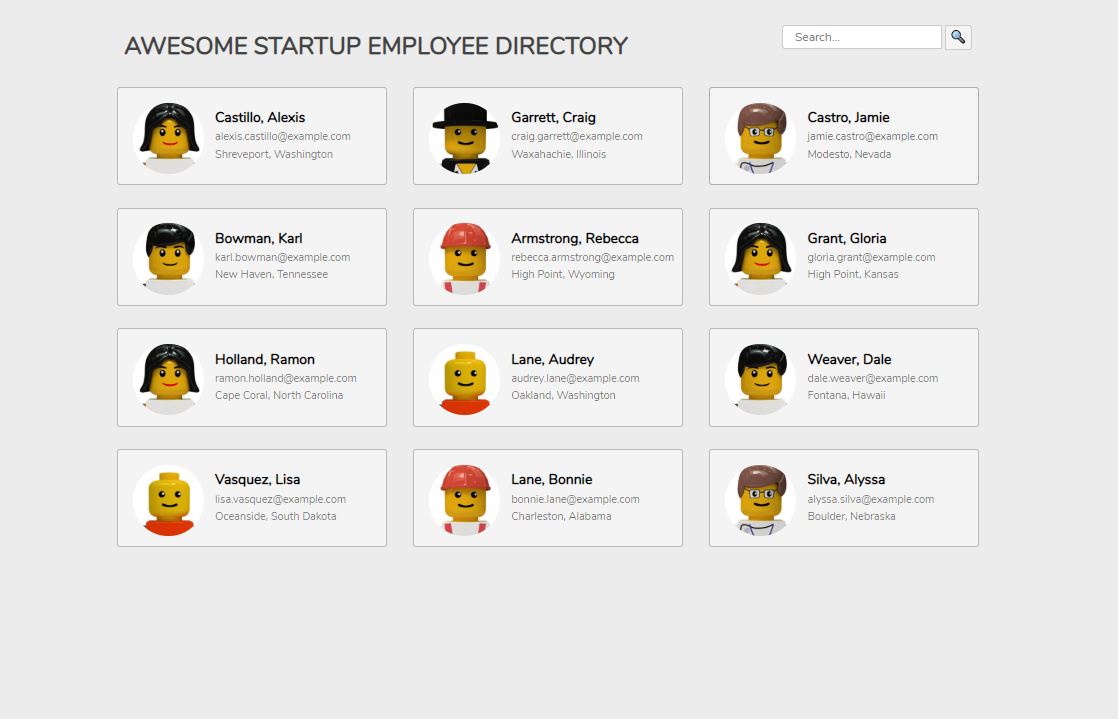 AWESOME STARTUP EMPLOYEE DIRECTORY
Search...
Castillo, Alexis
alexis.castillo@example.com
Shreveport, Washington
Garrett, Craig
craig.garrett@example.com
Waxahachie, Illinois
Castro, Jamie
jamie.castro@example.com
Modesto, Nevada
Bowman, Karl
karl.bowman@example.com
New Haven, Tennessee
Armstrong, Rebecca
rebecca.armstrong@example.com
High Point, Wyoming
Grant, Gloria
gloria.grant@example.com
High Point, Kansas
Holland, Ramon
ramon.holland@example.com
Cape Coral, North Carolina
Lane, Audrey
audrey.lane@example.com
Oakland, Washington
Weaver, Dale
dale.weaver@example.com
Fontana, Hawaii
Vasquez, Lisa
lisa.vasquez@example.com
Oceanside, South Dakota
Lane, Bonnie
bonnie.lane@example.com
Charleston, Alabama
Silva, Alyssa
alyssa.silva@example.com
Boulder, Nebraska